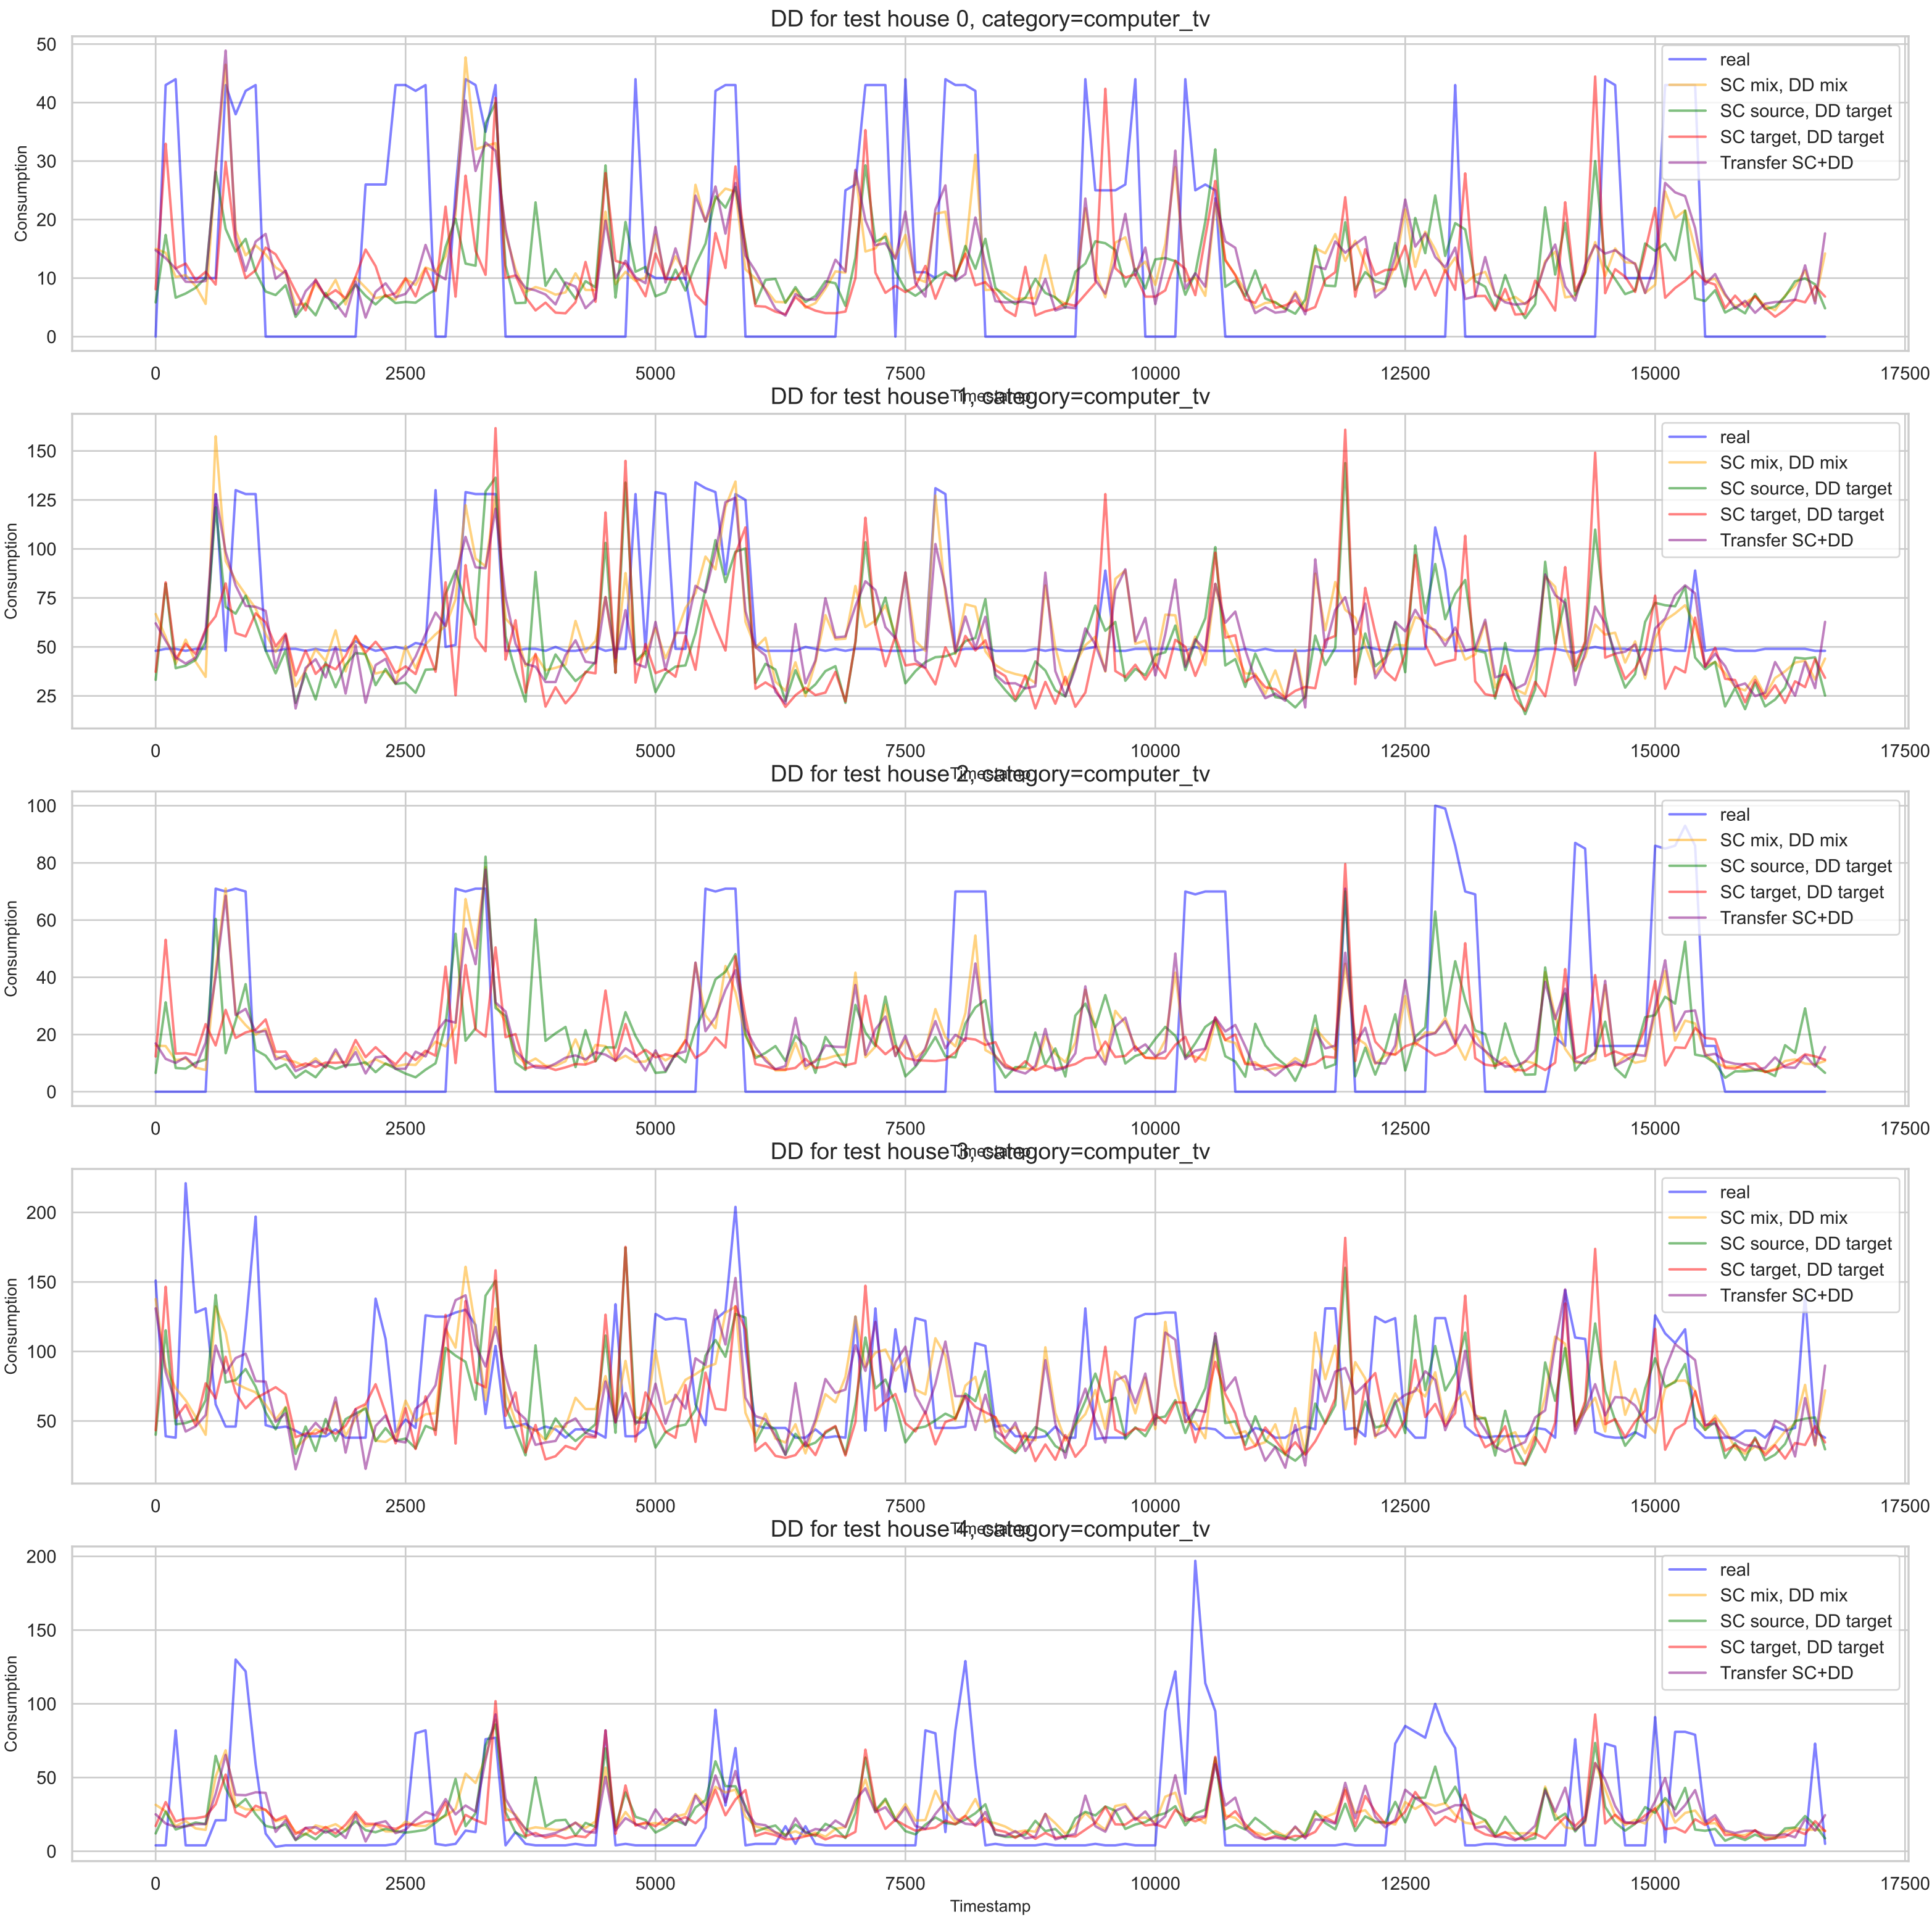 DD for test house 0, category=computer_tv
Consumption
50
40
30
20
10
0
real
SC mix, DD mix
SC source, DD target
SC target, DD target
Transfer SC+DD
0 2500 5000 7500 10000 12500 15000 17500
Timestamp
DD for test house 1, category=computer_tv
Consumption
150
125
100
75
50
25
real
SC mix, DD mix
SC source, DD target
SC target, DD target
Transfer SC+DD
0 2500 5000 7500 10000 12500 15000 17500
Timestamp
DD for test house 2, category=computer_tv
Consumption
100
80
60
40
20
0
real
SC mix, DD mix
SC source, DD target
SC target, DD target
Transfer SC+DD
0 2500 5000 7500 10000 12500 15000 17500
Timestamp
DD for test house 3, category=computer_tv
Consumption
200
150
100
50
real
SC mix, DD mix
SC source, DD target
SC target, DD target
Transfer SC+DD
0 2500 5000 7500 10000 12500 15000 17500
Timestamp
DD for test house 4, category=computer_tv
Consumption
200
150
100
50
0
real
SC mix, DD mix
SC source, DD target
SC target, DD target
Transfer SC+DD
0 2500 5000 7500 10000 12500 15000 17500
Timestamp